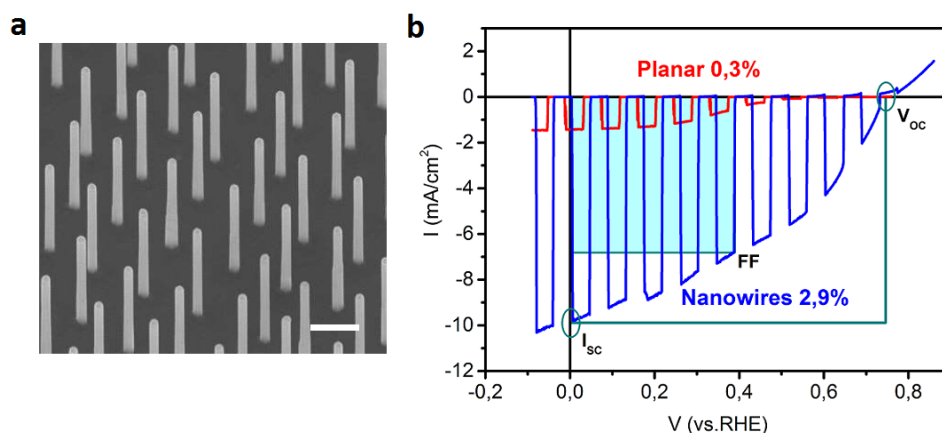 a
b
2
0
-2
-4
-6
-8
-10
-12
I (mA/cm²)
Planar 0,3%
V_OC
FF
Nanowires 2,9%
I_SC
-0,2 0,0 0,2 0,4 0,6 0,8
V (vs.RHE)